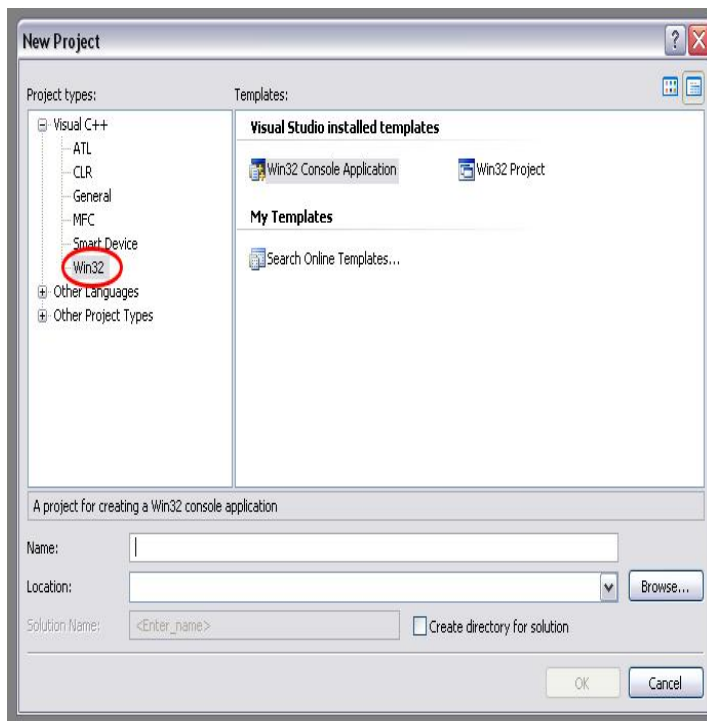 New Project
Project types:
Templates:
Visual C++
ATL
CLR
General
MFC
Smart Device
Win32
Other Languages
Other Project Types
Visual Studio installed templates
Win32 Console Application
Win32 Project
My Templates
Search Online Templates...
A project for creating a Win32 console application
Name:
Location:
Browse...
Solution Name:
<Enter_name>
Create directory for solution
OK
Cancel